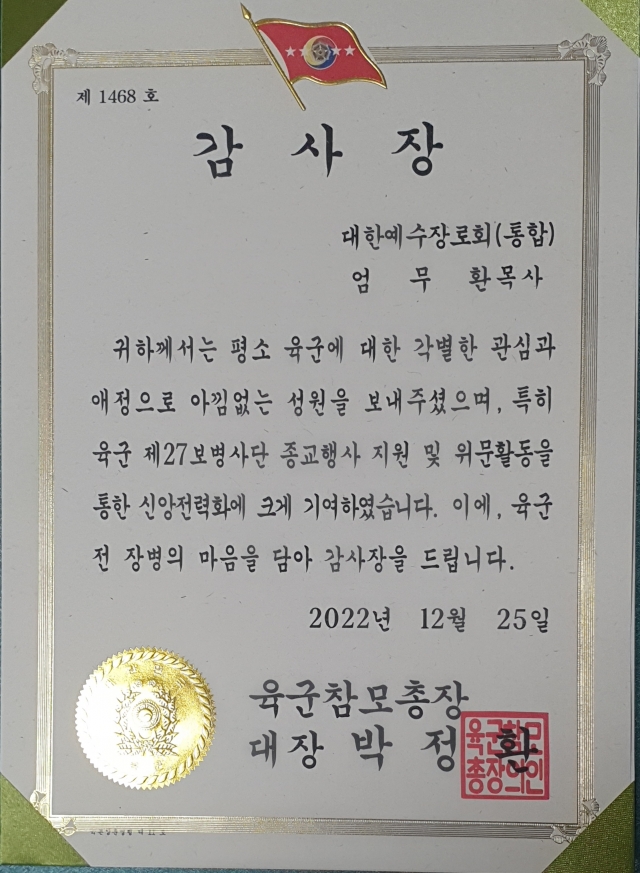 제 1468 호
감 사 장
대한예수장로회(통합)
엄 무 환목사
귀하께서는 평소 육군에 대한 각별한 관심과
애정으로 아낌없는 성원을 보내주셨으며, 특히
육군 제27보병사단 종교행사 지원 및 위문활동을
통한 신앙전력화에 크게 기여하였습니다. 이에, 육군
전 장병의 마음을 담아 감사장을 드립니다.
2022년 12월 25일
육군참모총장
대장 박 정 환
육군참모
총장의인